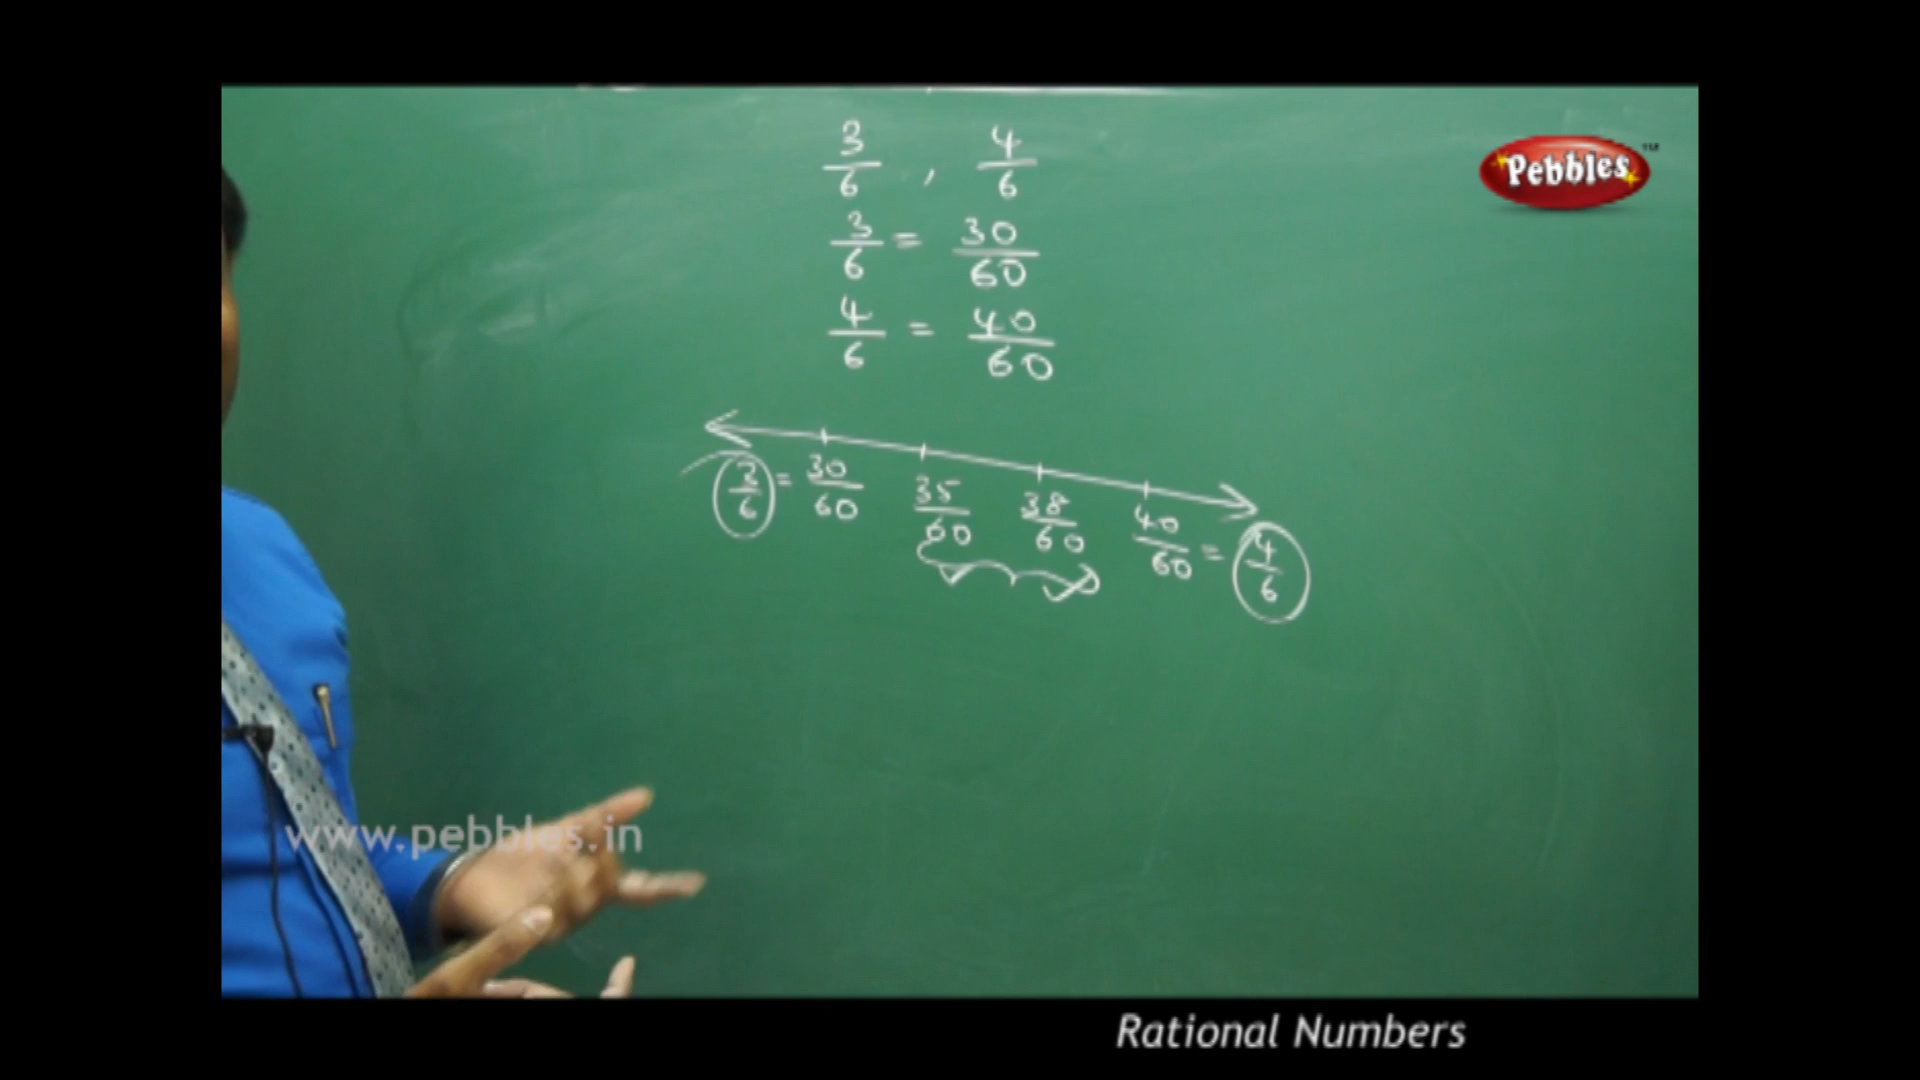 3/6 , 4/6
Pebbles™
3/6 = 30/60
4/6 = 40/60
3/6 = 30/60 35/60 38/60 40/60 = 4/6
www.pebbles.in
Rational Numbers